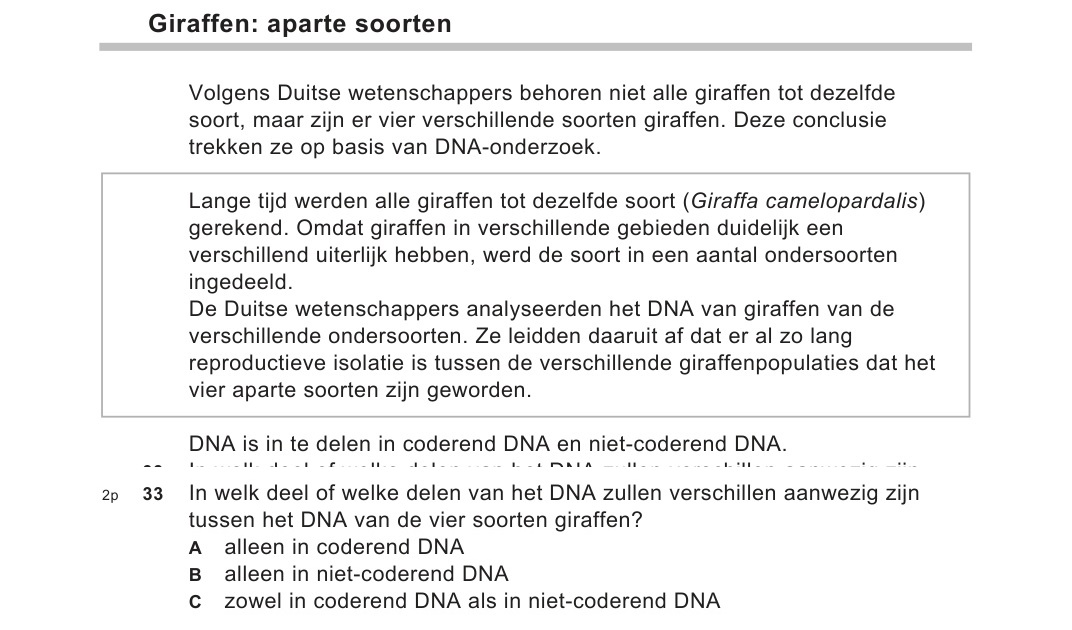 Giraffen: aparte soorten
Volgens Duitse wetenschappers behoren niet alle giraffen tot dezelfde
soort, maar zijn er vier verschillende soorten giraffen. Deze conclusie
trekken ze op basis van DNA-onderzoek.
Lange tijd werden alle giraffen tot dezelfde soort (Giraffa camelopardalis)
gerekend. Omdat giraffen in verschillende gebieden duidelijk een
verschillend uiterlijk hebben, werd de soort in een aantal ondersoorten
ingedeeld.
De Duitse wetenschappers analyseerden het DNA van giraffen van de
verschillende ondersoorten. Ze leidden daaruit af dat er al zo lang
reproductieve isolatie is tussen de verschillende giraffenpopulaties dat het
vier aparte soorten zijn geworden.
DNA is in te delen in coderend DNA en niet-coderend DNA.
2p 33 In welk deel of welke delen van het DNA zullen verschillen aanwezig zijn
tussen het DNA van de vier soorten giraffen?
A alleen in coderend DNA
B alleen in niet-coderend DNA
C zowel in coderend DNA als in niet-coderend DNA